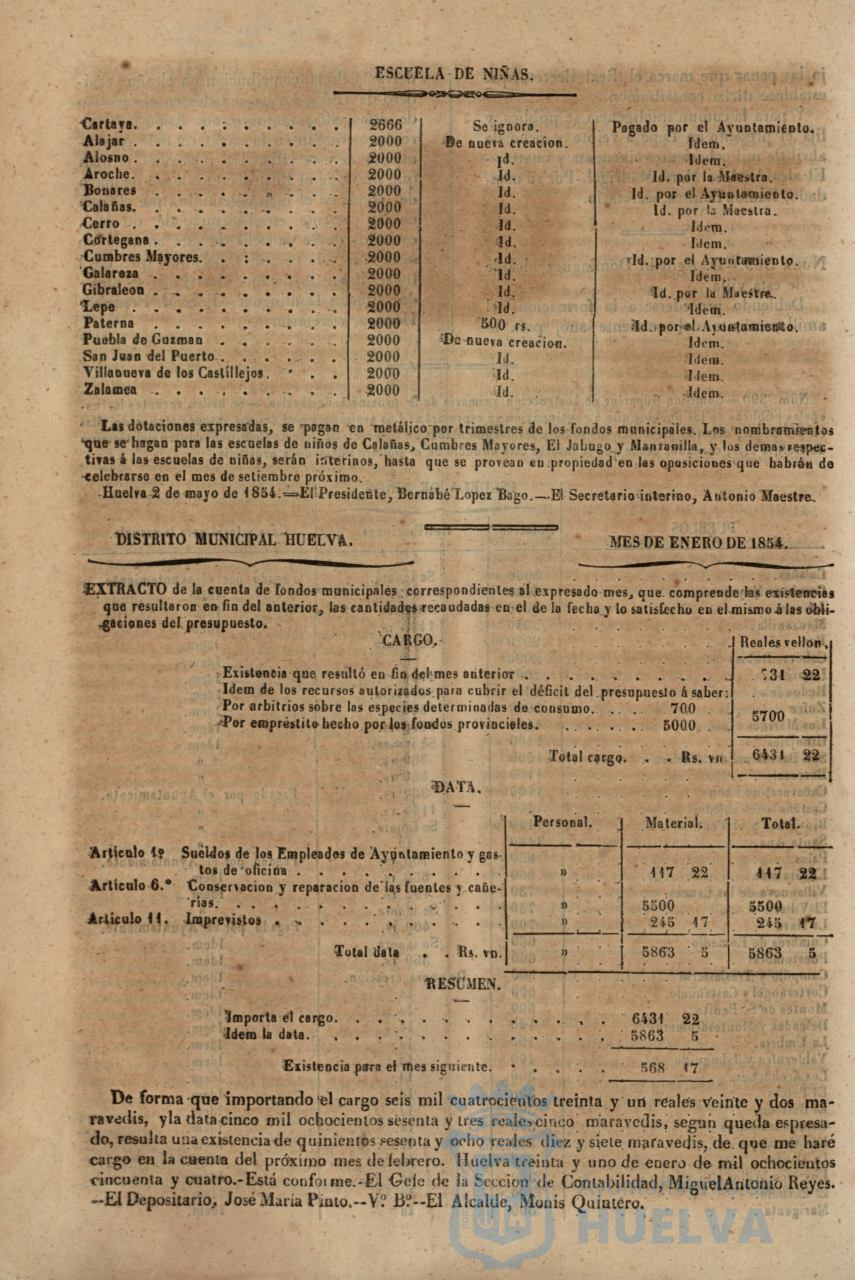 ESCUELA DE NIÑAS.
Cartaya. . . . . . . . . . 2666 Se ignora. Pagado por el Ayuntamiento.
Alajar . . . . . . . . . . 2000 De nueva creacion. Idem.
Alosno . . . . . . . . . . 2000 Id. Idem.
Aroche. . . . . . . . . . 2000 Id. Id. por la Maestra.
Bonares . . . . . . . . . 2000 Id. Id. por el Ayuntamiento.
Calañas. . . . . . . . . . 2000 Id. Id. por la Maestra.
Cerro . . . . . . . . . . 2000 Id. Idem.
Cortegana . . . . . . . . . 2000 Id. Idem.
Cumbres Mayores. . . . . . . 2000 Id. Id. por el Ayuntamiento.
Galaroza . . . . . . . . . 2000 Id. Idem.
Gibraleon . . . . . . . . . 2000 Id. Id. por la Maestra.
Lepe . . . . . . . . . . 2000 Id. Idem.
Paterna . . . . . . . . . 2000 500 rs. Id. por el Ayuntamiento.
Puebla de Guzman . . . . . . 2000 De nueva creacion. Idem.
San Juan del Puerto . . . . . . 2000 Id. Idem.
Villanueva de los Castillejos. . . . 2000 Id. Idem.
Zalamea . . . . . . . . . 2000 Id. Idem.
Las dotaciones expresadas, se pagan en metálico por trimestres de los fondos municipales. Los nombramientos
que se hagan para las escuelas de niños de Calañas, Cumbres Mayores, El Jabugo y Manzanilla, y los demas respec-
tivas á las escuelas de niñas, serán interinos, hasta que se provean en propiedad en las oposiciones que habrán de
celebrarse en el mes de setiembre próximo.
Huelva 2 de mayo de 1854.=El Presidente, Bernabé Lopez Bago.—El Secretario interino, Antonio Maestre.
DISTRITO MUNICIPAL HUELVA. MES DE ENERO DE 1854.
EXTRACTO de la cuenta de fondos municipales correspondientes al expresado mes, que comprende las existencias
que resultaron en fin del anterior, las cantidades recaudadas en el de la fecha y lo satisfecho en el mismo á las obli-
gaciones del presupuesto.
CARGO. Reales vellon.
Existencia que resultó en fin del mes anterior . . . . . . . . . 731 22
Idem de los recursos autorizados para cubrir el déficit del presupuesto á saber:
Por arbitrios sobre las especies determinadas de consumo. . . . 700
5700
Por empréstito hecho por los fondos provinciales. . . . . . . 5000
Total cargo. . . Rs. vn 6431 22
DATA.
Personal. Material. Total.
Artículo 1º Sueldos de los Empleados de Ayuntamiento y gas-
tos de oficina . . . . . . . . . » 117 22 117 22
Artículo 6.º Conservacion y reparacion de las fuentes y cañe-
rias. . . . . . . . . . . . » 5500 5500
Artículo 11. Imprevistos . . . . . . . . . . » 245 17 245 17
Total data . . Rs. vn. » 5863 5 5863 5
RESUMEN.
Importa el cargo. . . . . . . . . . . . 6431 22
Idem la data. . . . . . . . . . . . . 5863 5
Existencia para el mes siguiente. . . . . . 568 17
De forma que importando el cargo seis mil cuatrocientos treinta y un reales veinte y dos ma-
ravedis, y la data cinco mil ochocientos sesenta y tres reales cinco maravedis, segun queda espresa-
do, resulta una existencia de quinientos sesenta y ocho reales diez y siete maravedis, de que me haré
cargo en la cuenta del próximo mes de febrero. Huelva treinta y uno de enero de mil ochocientos
cincuenta y cuatro.-Está conforme.-El Gefe de la Seccion de Contabilidad, Miguel Antonio Reyes.
--El Depositario, José Maria Pinto.--V.º B.º--El Alcalde, Monis Quintero.
HUELVA